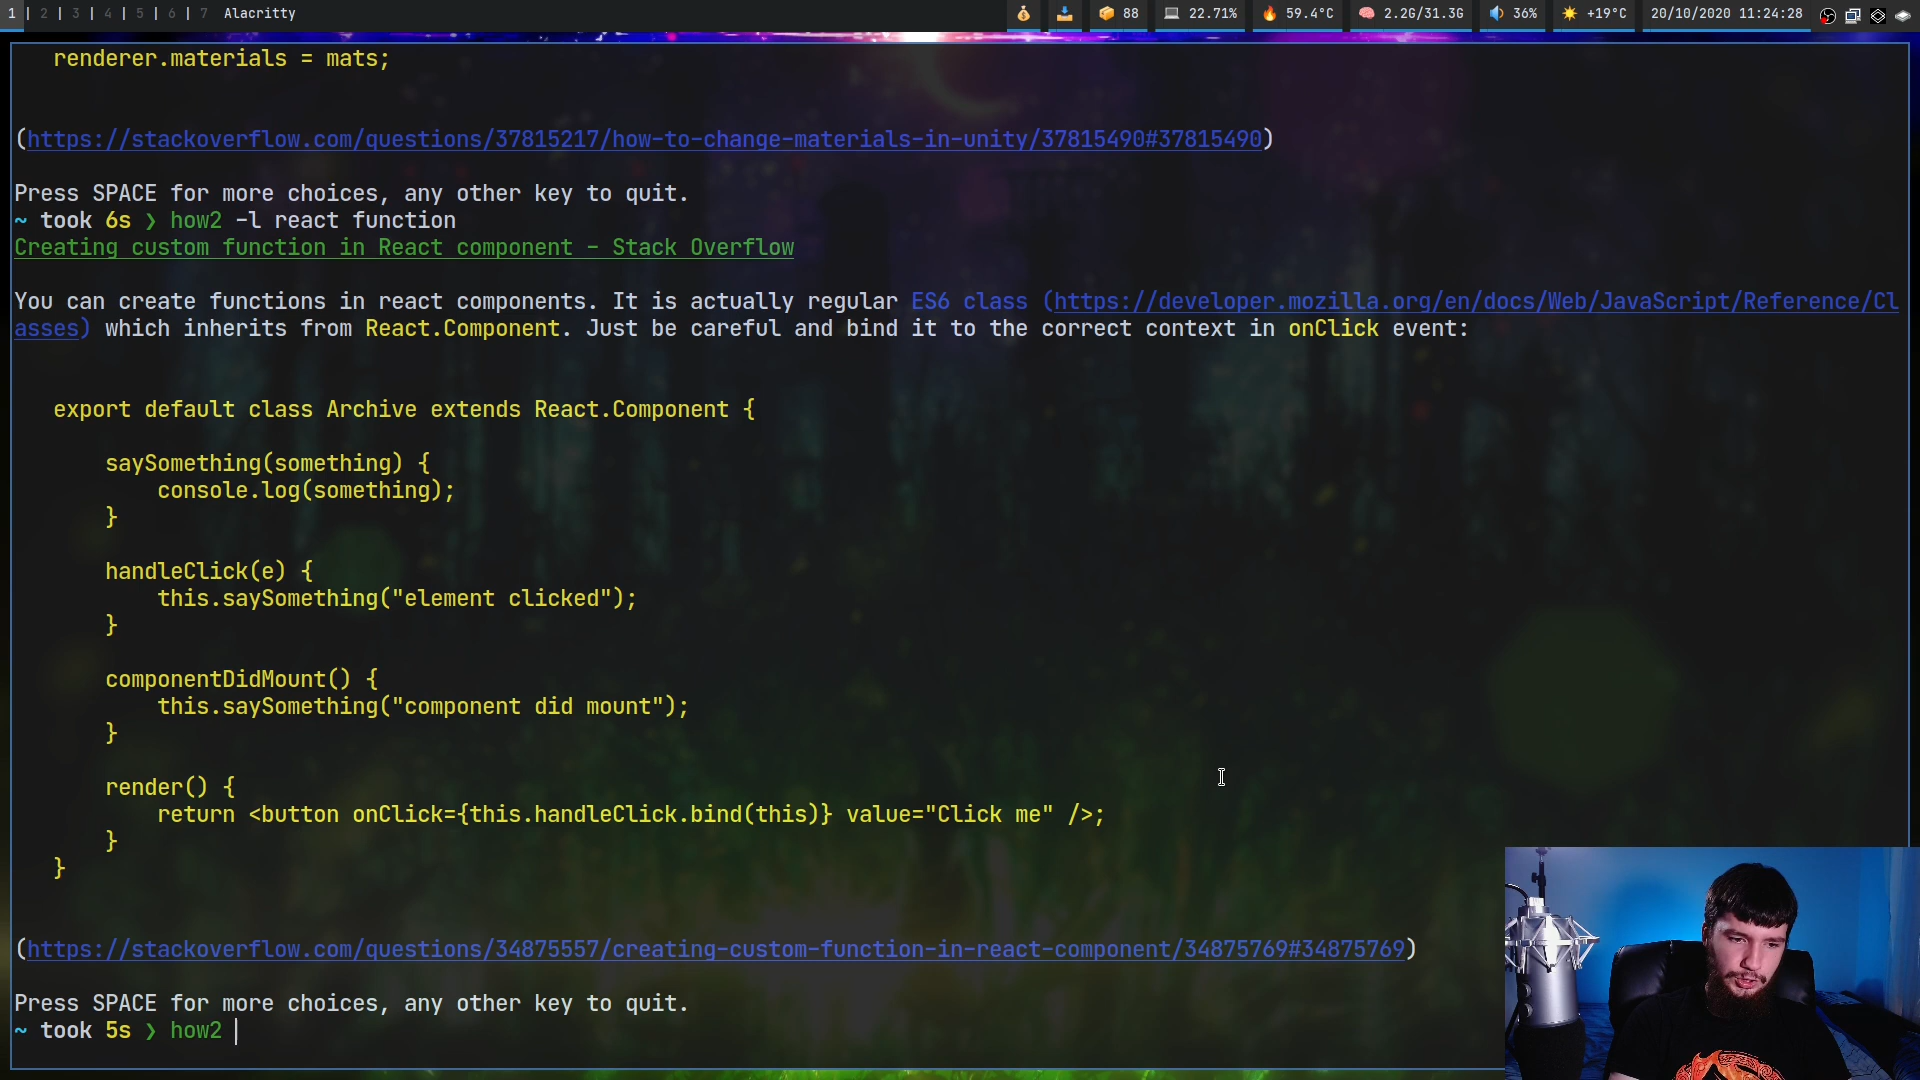 1 | 2 | 3 | 4 | 5 | 6 | 7 Alacritty 88 22.71% 59.4°C 2.2G/31.3G 36% +19°C 20/10/2020 11:24:28
renderer.materials = mats;
(https://stackoverflow.com/questions/37815217/how-to-change-materials-in-unity/37815490#37815490)
Press SPACE for more choices, any other key to quit.
~ took 6s ❯ how2 -l react function
Creating custom function in React component - Stack Overflow
You can create functions in react components. It is actually regular ES6 class (https://developer.mozilla.org/en/docs/Web/JavaScript/Reference/Cl
asses) which inherits from React.Component. Just be careful and bind it to the correct context in onClick event:
export default class Archive extends React.Component {
saySomething(something) {
console.log(something);
}
handleClick(e) {
this.saySomething("element clicked");
}
componentDidMount() {
this.saySomething("component did mount");
}
render() {
return <button onClick={this.handleClick.bind(this)} value="Click me" />;
}
}
(https://stackoverflow.com/questions/34875557/creating-custom-function-in-react-component/34875769#34875769)
Press SPACE for more choices, any other key to quit.
~ took 5s ❯ how2